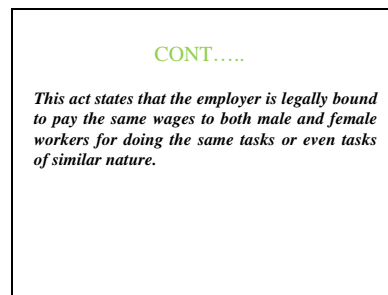 CONT…..
This act states that the employer is legally bound
to pay the same wages to both male and female
workers for doing the same tasks or even tasks
of similar nature.